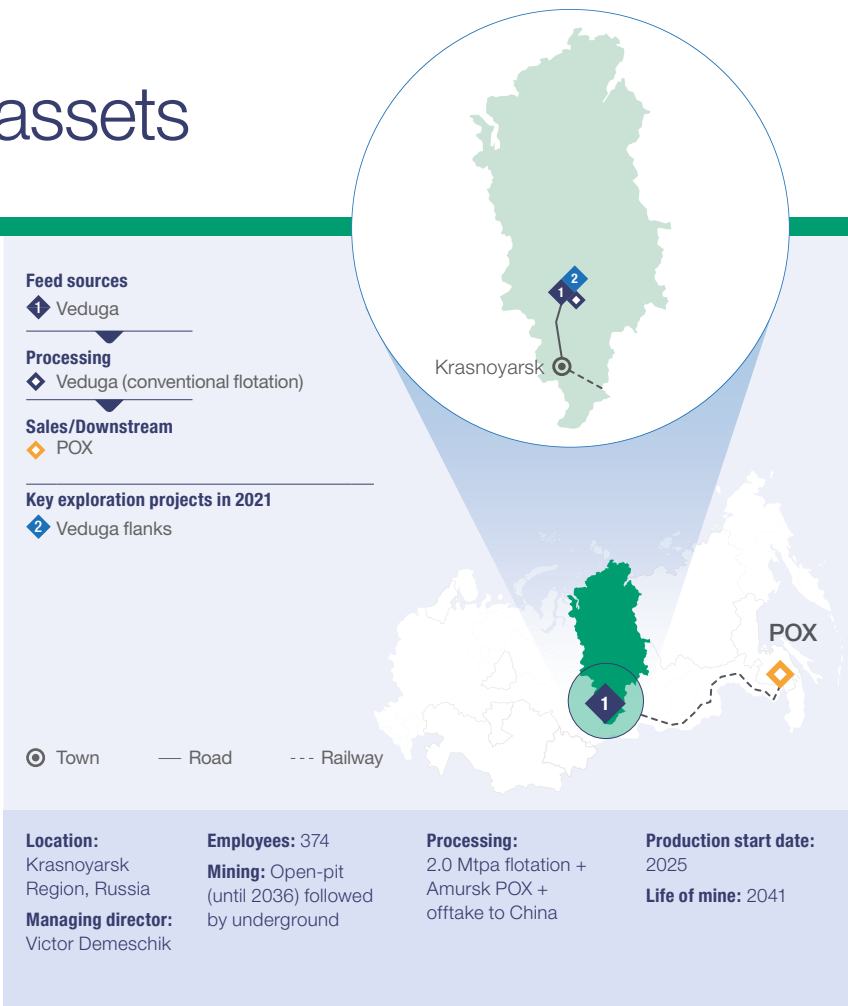 assets
Feed sources
1 Veduga
Processing
Veduga (conventional flotation)
Sales/Downstream
POX
Key exploration projects in 2021
2 Veduga flanks
2
1
Krasnoyarsk
POX
1
Town
Road
Railway
Location:
Krasnoyarsk
Region, Russia
Managing director:
Victor Demeschik
Employees: 374
Mining: Open-pit
(until 2036) followed
by underground
Processing:
2.0 Mtpa flotation +
Amursk POX +
offtake to China
Production start date:
2025
Life of mine: 2041